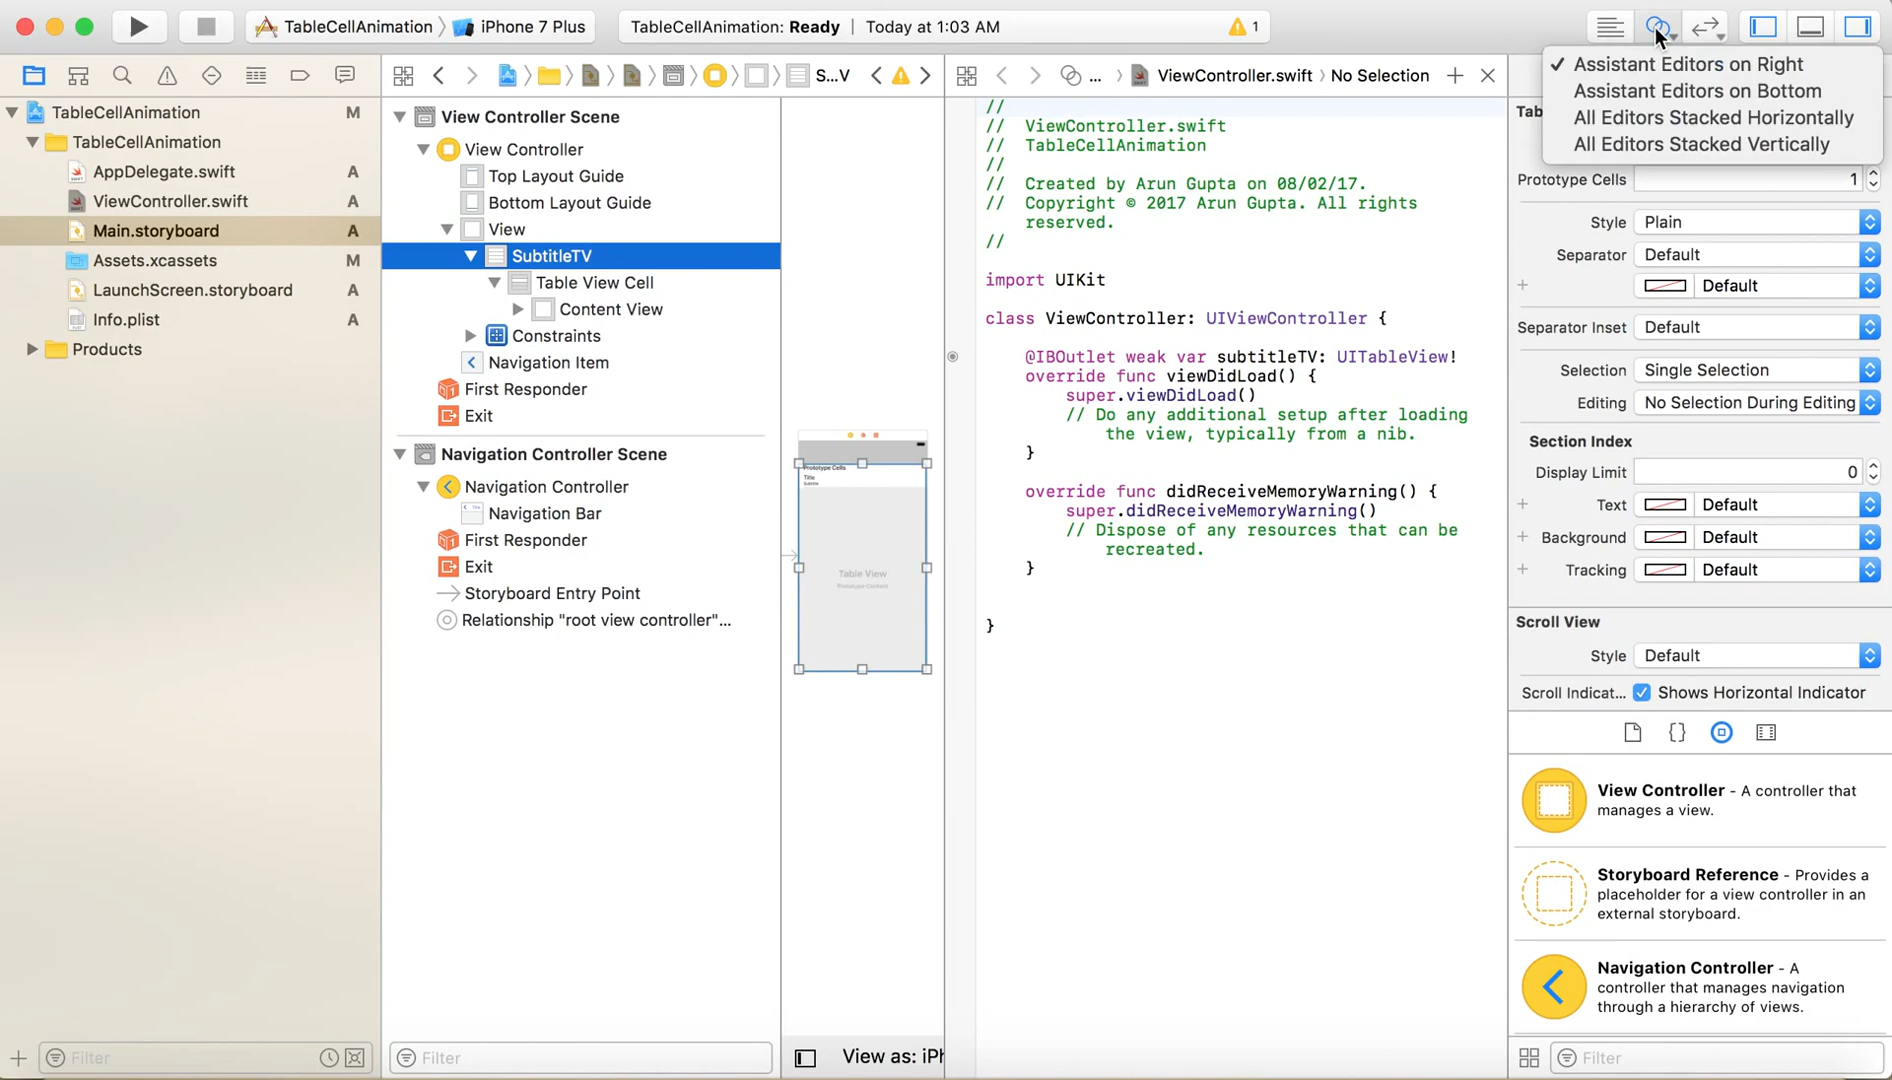 TableCellAnimation
iPhone 7 Plus
TableCellAnimation: Ready
Today at 1:03 AM
1
Assistant Editors on Right
Assistant Editors on Bottom
All Editors Stacked Horizontally
All Editors Stacked Vertically
S...V
...
ViewController.swift
No Selection
TableCellAnimation M
TableCellAnimation
AppDelegate.swift A
ViewController.swift A
Main.storyboard A
Assets.xcassets M
LaunchScreen.storyboard A
Info.plist A
Products
Filter
View Controller Scene
View Controller
Top Layout Guide
Bottom Layout Guide
View
SubtitleTV
Table View Cell
Content View
Constraints
Navigation Item
First Responder
Exit
Navigation Controller Scene
Navigation Controller
Navigation Bar
First Responder
Exit
Storyboard Entry Point
Relationship "root view controller"...
Filter
Prototype Cells
Title
Subtitle
Table View
Prototype Content
View as: iPh
//
//  ViewController.swift
//  TableCellAnimation
//
//  Created by Arun Gupta on 08/02/17.
//  Copyright © 2017 Arun Gupta. All rights
reserved.
//
import UIKit
class ViewController: UIViewController {
@IBOutlet weak var subtitleTV: UITableView!
override func viewDidLoad() {
super.viewDidLoad()
// Do any additional setup after loading
the view, typically from a nib.
}
override func didReceiveMemoryWarning() {
super.didReceiveMemoryWarning()
// Dispose of any resources that can be
recreated.
}
}
Prototype Cells 1
Style Plain
Separator Default
Default
Separator Inset Default
Selection Single Selection
Editing No Selection During Editing
Section Index
Display Limit 0
Text Default
Background Default
Tracking Default
Scroll View
Style Default
Scroll Indicat... Shows Horizontal Indicator
{}
View Controller - A controller that
manages a view.
Storyboard Reference - Provides a
placeholder for a view controller in an
external storyboard.
Navigation Controller - A
controller that manages navigation
through a hierarchy of views.
Filter